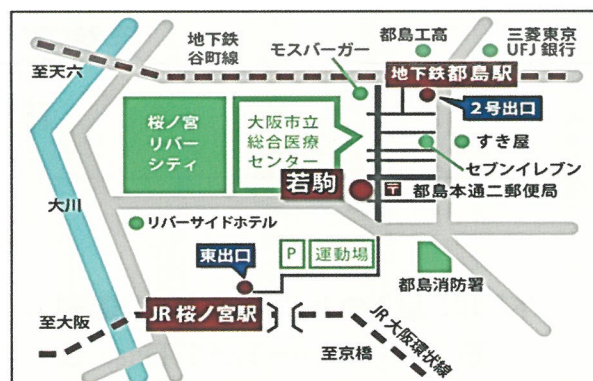 地下鉄
谷町線
至天六
モスバーガー
都島工高
三菱東京
UFJ 銀行
地下鉄 都島駅
2号出口
桜ノ宮
リバー
シティ
大阪市立
総合医療
センター
すき屋
セブンイレブン
若駒
〒
都島本通二郵便局
大川
リバーサイドホテル
東出口
P
運動場
都島消防署
JR 桜ノ宮駅
至大阪
至京橋
JR 大阪環状線